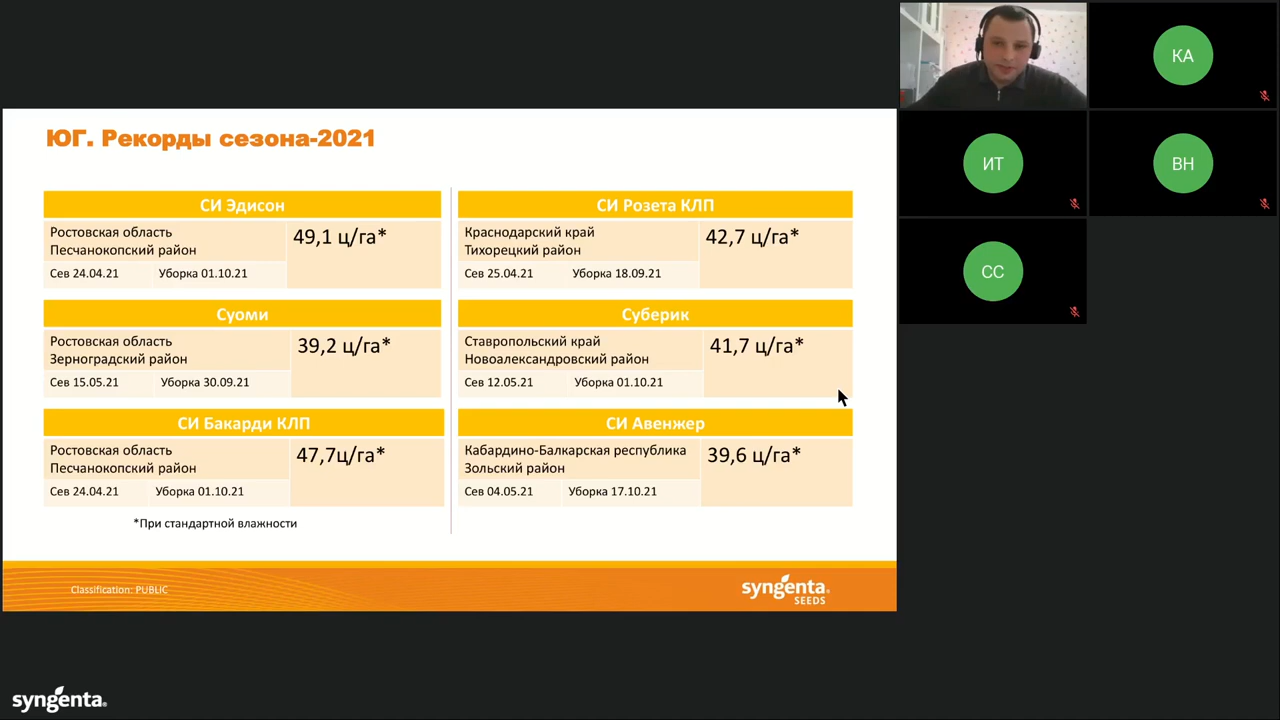 ЮГ. Рекорды сезона-2021
СИ Эдисон
Ростовская область
Песчанокопский район
49,1 ц/га*
Сев 24.04.21 Уборка 01.10.21
СИ Розета КЛП
Краснодарский край
Тихорецкий район
42,7 ц/га*
Сев 25.04.21 Уборка 18.09.21
Суоми
Ростовская область
Зерноградский район
39,2 ц/га*
Сев 15.05.21 Уборка 30.09.21
Суберик
Ставропольский край
Новоалександровский район
41,7 ц/га*
Сев 12.05.21 Уборка 01.10.21
СИ Бакарди КЛП
Ростовская область
Песчанокопский район
47,7ц/га*
Сев 24.04.21 Уборка 01.10.21
СИ Авенжер
Кабардино-Балкарская республика
Зольский район
39,6 ц/га*
Сев 04.05.21 Уборка 17.10.21
*При стандартной влажности
Classification: PUBLIC
syngenta®
SEEDS
КА
ИТ
ВН
СС
syngenta®